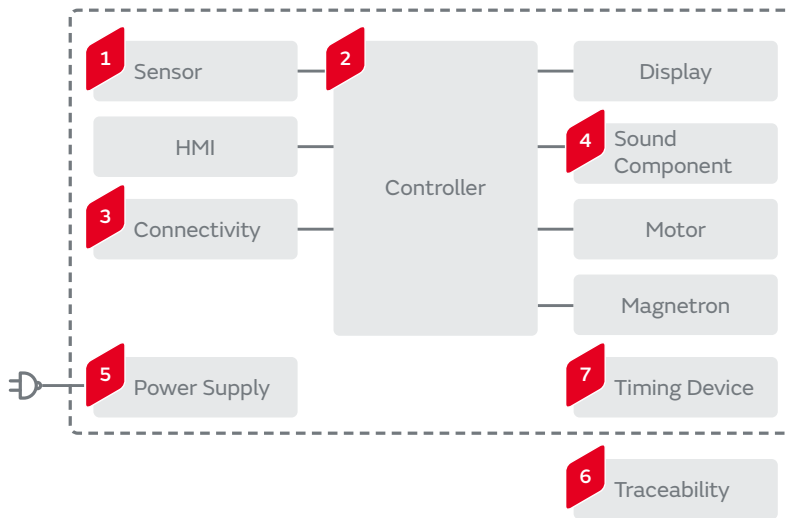 1
Sensor
2
Display
HMI
Controller
4
Sound
Component
3
Connectivity
Motor
Magnetron
5
Power Supply
7
Timing Device
6
Traceability